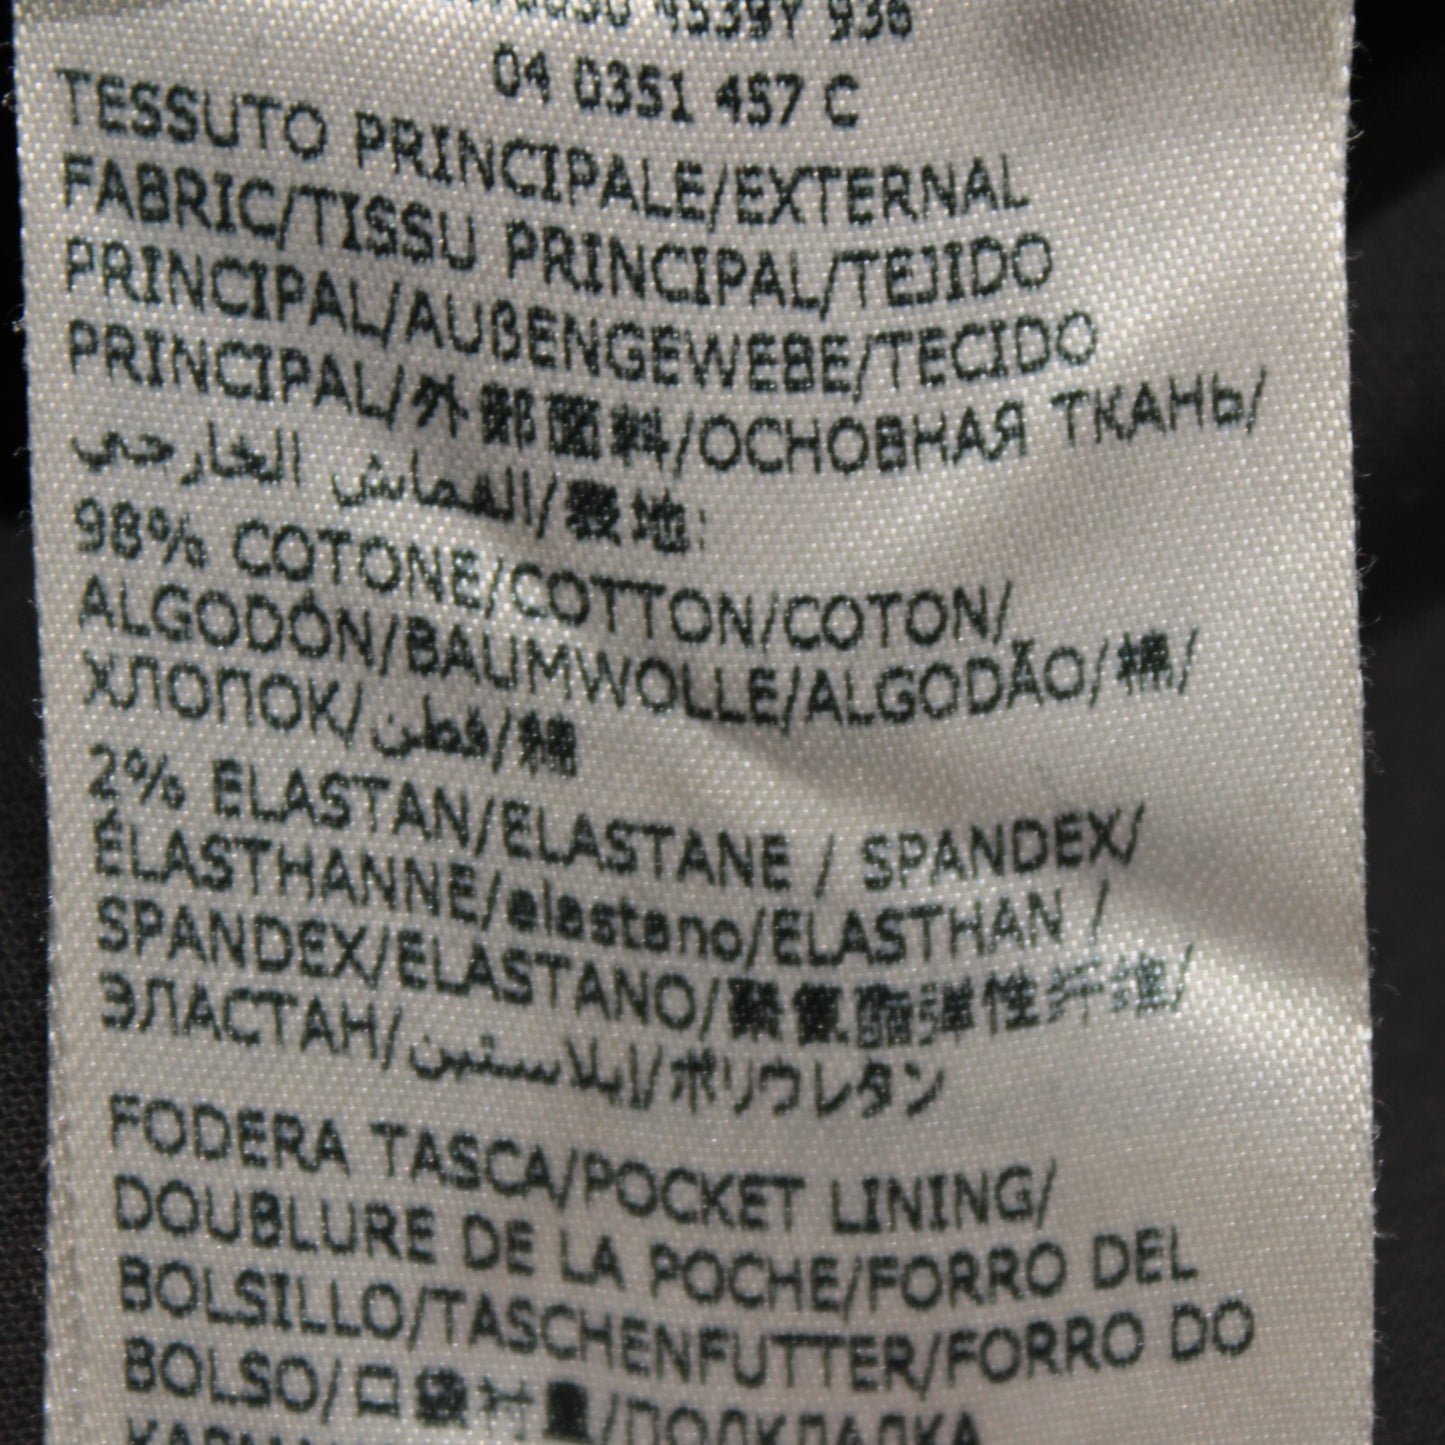 4539Y 936
04 0351 457 C
TESSUTO PRINCIPALE/EXTERNAL
FABRIC/TISSU PRINCIPAL/TEJIDO
PRINCIPAL/AUßENGEWEBE/TECIDO
PRINCIPAL/外部面料/ОСНОВНАЯ ТКАНЬ/
القماش الخارجي/表地:
98% COTONE/COTTON/COTON/
ALGODÓN/BAUMWOLLE/ALGODÃO/棉/
ХЛОПОК/قطن/綿
2% ELASTAN/ELASTANE / SPANDEX/
ÉLASTHANNE/elastano/ELASTHAN /
SPANDEX/ELASTANO/聚氨酯弹性纤维/
ЭЛАСТАН/إيلاستين/ポリウレタン
FODERA TASCA/POCKET LINING/
DOUBLURE DE LA POCHE/FORRO DEL
BOLSILLO/TASCHENFUTTER/FORRO DO
BOLSO/口袋衬里/ПОДКЛАДКА